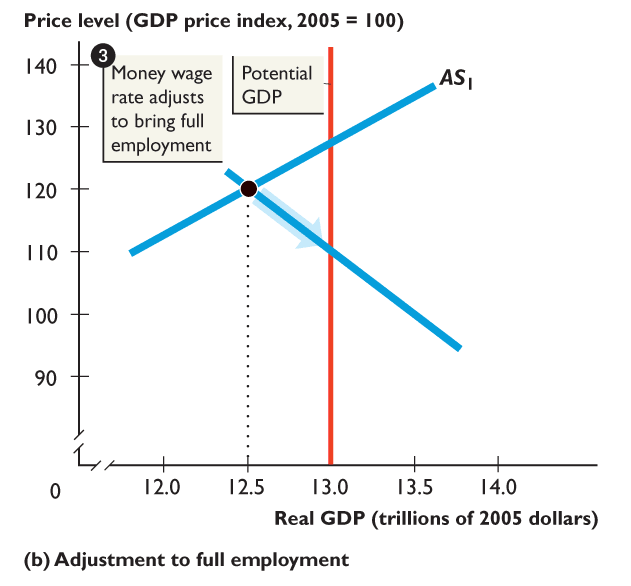 Price level (GDP price index, 2005 = 100)
140
3
Money wage
rate adjusts
to bring full
employment
Potential
GDP
AS1
130
120
110
100
90
0
12.0
12.5
13.0
13.5
14.0
Real GDP (trillions of 2005 dollars)
(b) Adjustment to full employment